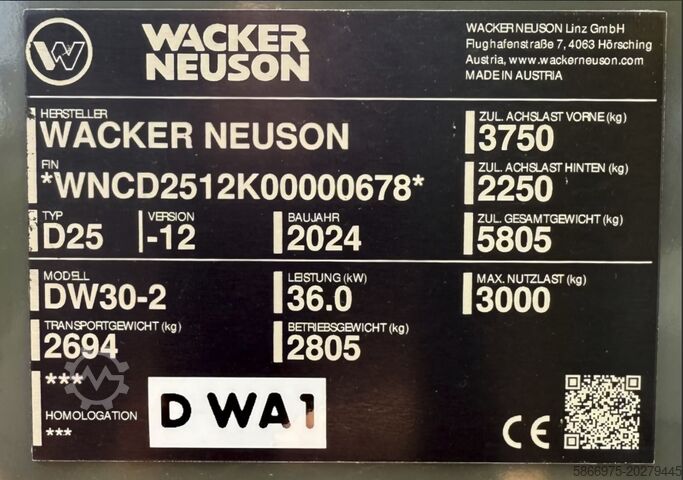 WACKER NEUSON
WACKER NEUSON Linz GmbH
Flughafenstraße 7, 4063 Hörsching
Austria, www.wackerneuson.com
MADE IN AUSTRIA
HERSTELLER
WACKER NEUSON
ZUL. ACHSLAST VORNE (kg)
3750
FIN
*WNCD2512K00000678*
ZUL. ACHSLAST HINTEN (kg)
2250
TYP
D25
VERSION
-12
BAUJAHR
2024
ZUL. GESAMTGEWICHT (kg)
5805
MODELL
DW30-2
LEISTUNG (kW)
36.0
MAX. NUTZLAST (kg)
3000
TRANSPORTGEWICHT (kg)
2694
BETRIEBSGEWICHT (kg)
2805
***
HOMOLOGATION
***
D WA1
CE
5866975-20279445